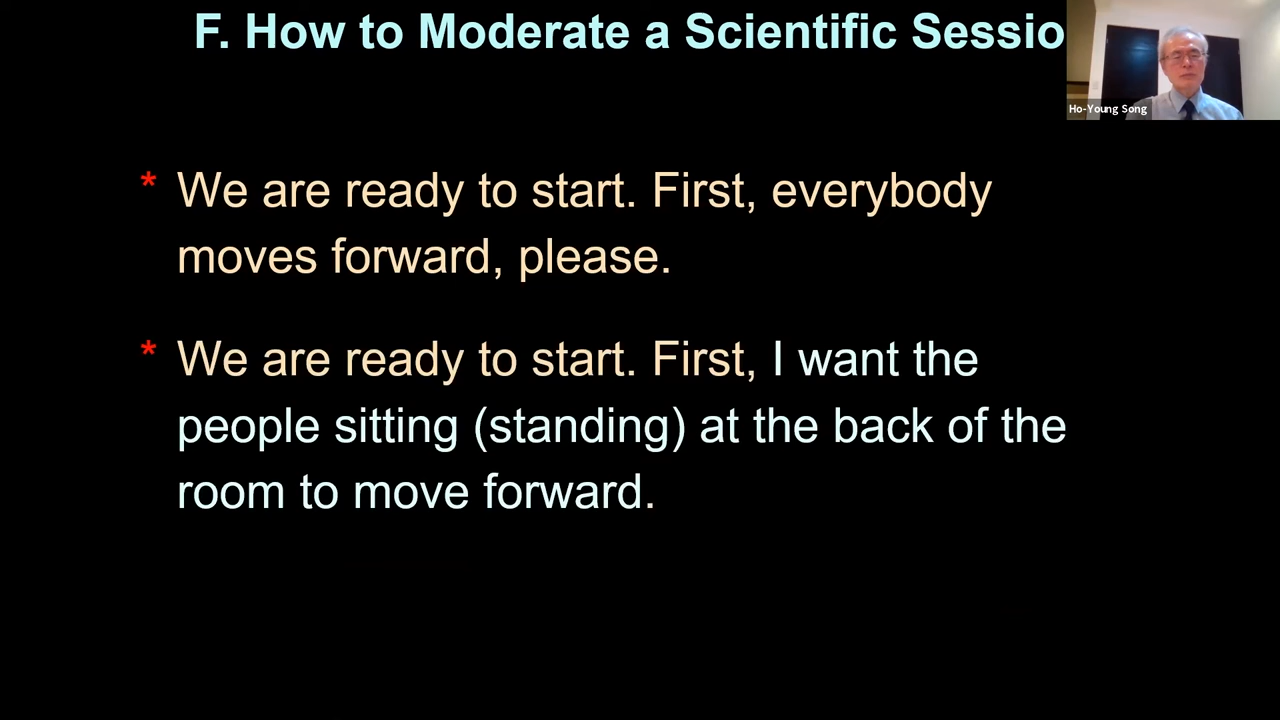 F. How to Moderate a Scientific Sessio
Ho-Young Song
* We are ready to start. First, everybody
moves forward, please.
* We are ready to start. First, I want the
people sitting (standing) at the back of the
room to move forward.